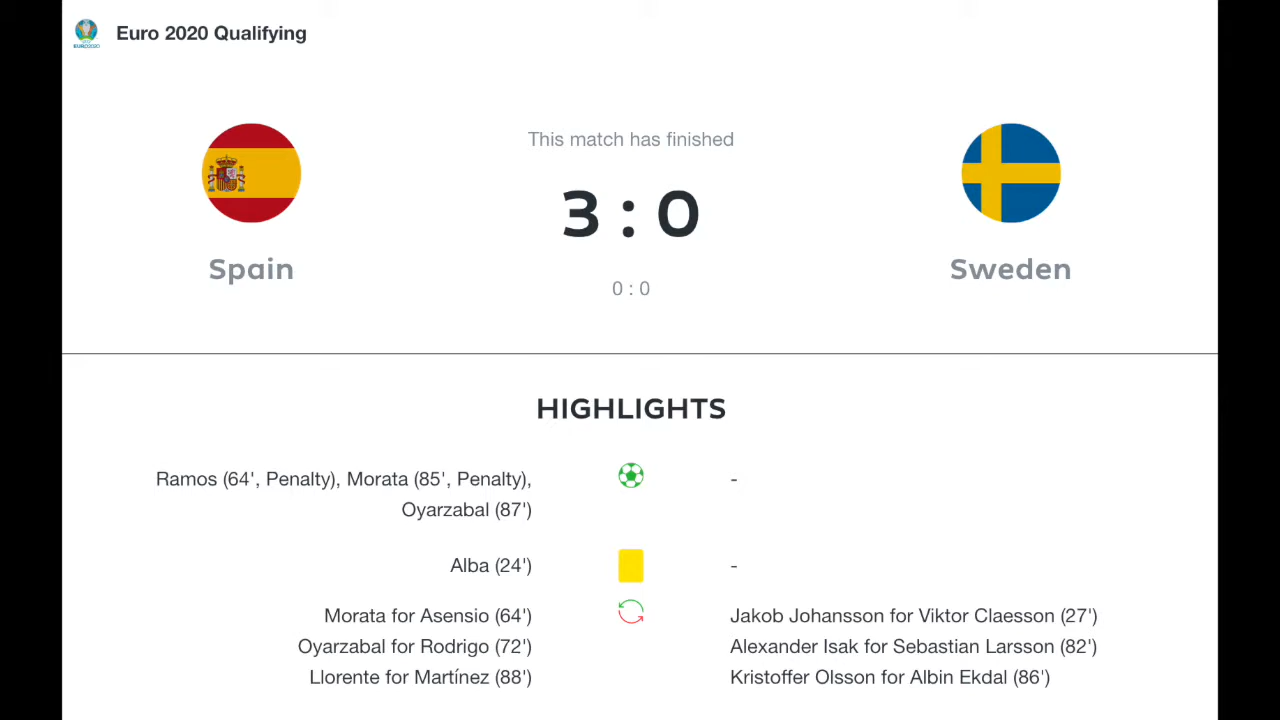 Euro 2020 Qualifying
This match has finished
3 : 0
Spain
Sweden
0 : 0
HIGHLIGHTS
Ramos (64', Penalty), Morata (85', Penalty),
Oyarzabal (87')
-
Alba (24')
-
Morata for Asensio (64')
Oyarzabal for Rodrigo (72')
Llorente for Martínez (88')
Jakob Johansson for Viktor Claesson (27')
Alexander Isak for Sebastian Larsson (82')
Kristoffer Olsson for Albin Ekdal (86')